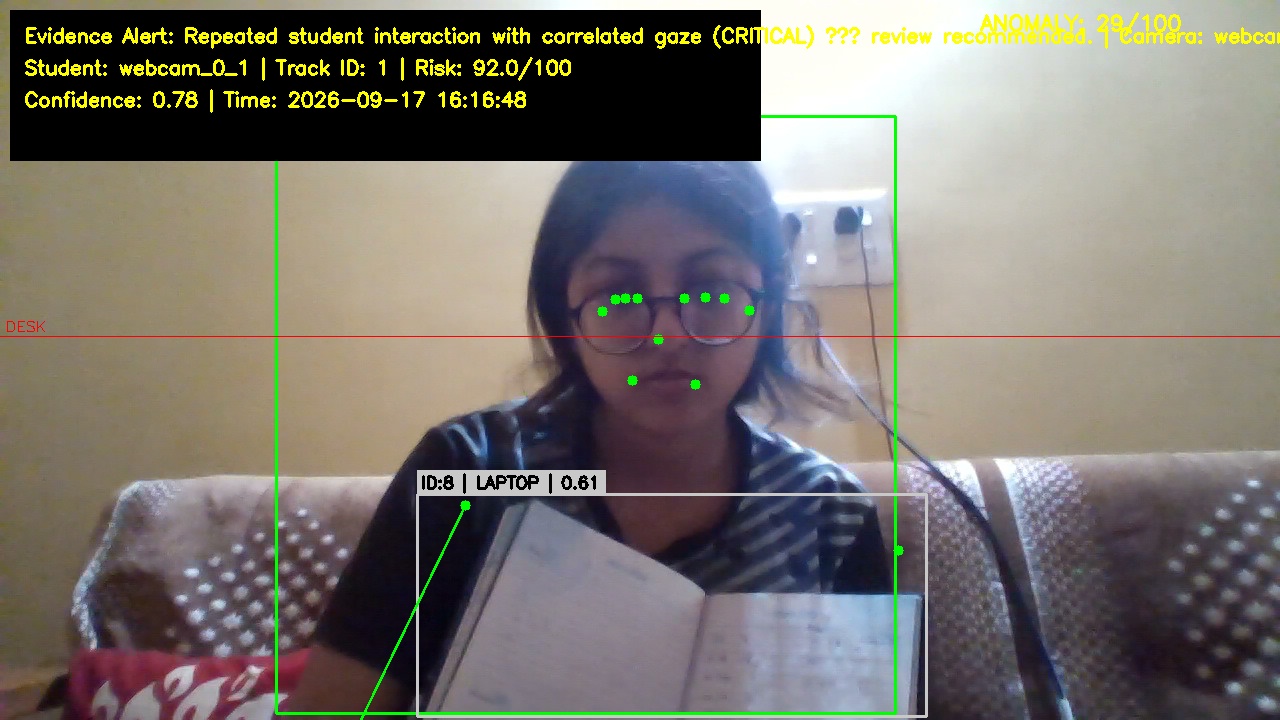 ANOMALY: 29/100
Evidence Alert: Repeated student interaction with correlated gaze (CRITICAL) ??? review recommended. | Camera: webcam
Student: webcam_0_1 | Track ID: 1 | Risk: 92.0/100
Confidence: 0.78 | Time: 2026-09-17 16:16:48
DESK
ID:8 | LAPTOP | 0.61